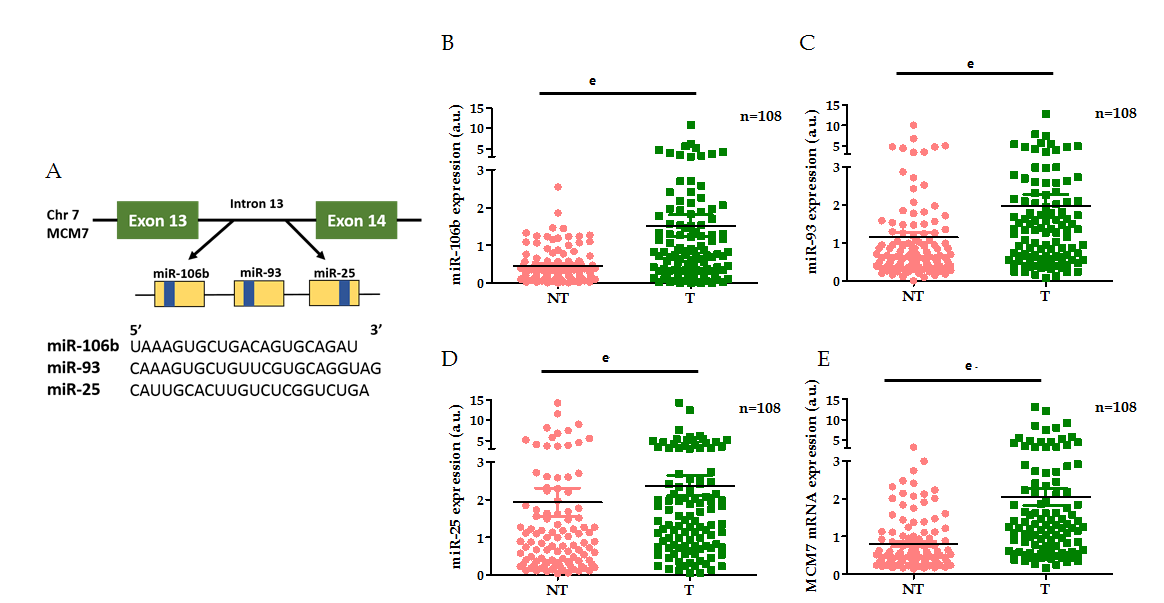 A
Chr 7
MCM7
Exon 13
Intron 13
Exon 14
miR-106b
miR-93
miR-25
5’
3’
miR-106b UAAAGUGCUGACAGUGCAGAU
miR-93 CAAAGUGCUGUUCGUGCAGGUAG
miR-25 CAUUGCACUUGUCUCGGUCUGA
B
e
n=108
miR-106b expression (a.u.)
15
10
5
3
2
1
0
NT T
C
e
n=108
miR-93 expression (a.u.)
15
10
5
3
2
1
0
NT T
D
e
n=108
miR-25 expression (a.u.)
15
10
5
3
2
1
0
NT T
E
e -
n=108
MCM7 mRNA expression (a.u.)
15
10
5
3
2
1
0
NT T